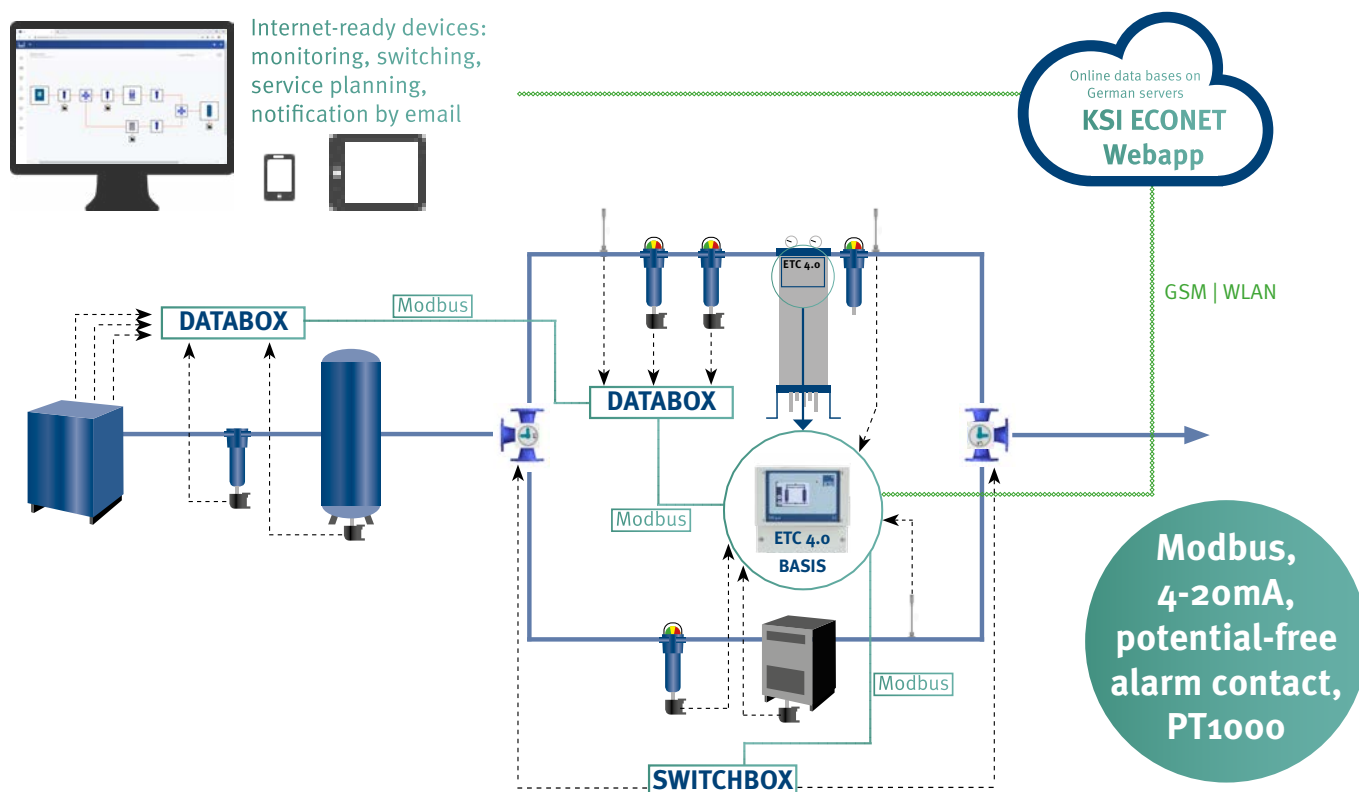 Internet-ready devices:
monitoring, switching,
service planning,
notification by email
Online data bases on
German servers
KSI ECONET
Webapp
ETC 4.0
GSM | WLAN
Modbus
DATABOX
DATABOX
Modbus
ETC 4.0
BASIS
Modbus
SWITCHBOX
Modbus,
4-20mA,
potential-free
alarm contact,
PT1000